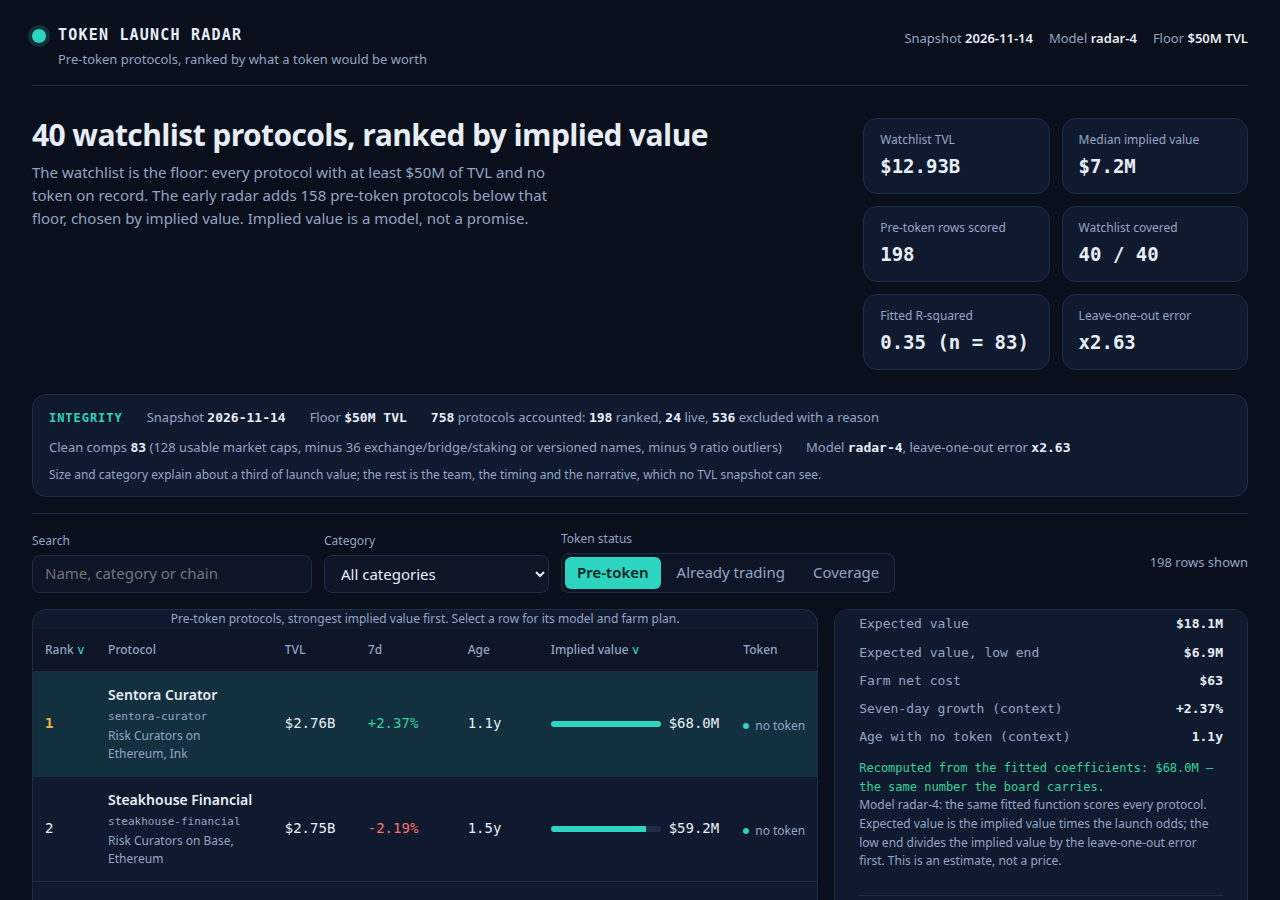 TOKEN LAUNCH RADAR
Pre-token protocols, ranked by what a token would be worth
Snapshot 2026-11-14 Model radar-4 Floor $50M TVL
40 watchlist protocols, ranked by implied value
The watchlist is the floor: every protocol with at least $50M of TVL and no
token on record. The early radar adds 158 pre-token protocols below that
floor, chosen by implied value. Implied value is a model, not a promise.
Watchlist TVL
$12.93B
Median implied value
$7.2M
Pre-token rows scored
198
Watchlist covered
40 / 40
Fitted R-squared
0.35 (n = 83)
Leave-one-out error
x2.63
INTEGRITY Snapshot 2026-11-14 Floor $50M TVL 758 protocols accounted: 198 ranked, 24 live, 536 excluded with a reason
Clean comps 83 (128 usable market caps, minus 36 exchange/bridge/staking or versioned names, minus 9 ratio outliers) Model radar-4, leave-one-out error x2.63
Size and category explain about a third of launch value; the rest is the team, the timing and the narrative, which no TVL snapshot can see.
Search
Name, category or chain
Category
All categories
Token status
Pre-token Already trading Coverage
198 rows shown
Pre-token protocols, strongest implied value first. Select a row for its model and farm plan.
Rank v Protocol TVL 7d Age Implied value v Token
Sentora Curator
sentora-curator
1 $2.76B +2.37% 1.1y $68.0M no token
Risk Curators on
Ethereum, Ink
Steakhouse Financial
steakhouse-financial
2 $2.75B -2.19% 1.5y $59.2M no token
Risk Curators on Base,
Ethereum
Expected value $18.1M
Expected value, low end $6.9M
Farm net cost $63
Seven-day growth (context) +2.37%
Age with no token (context) 1.1y
Recomputed from the fitted coefficients: $68.0M —
the same number the board carries.
Model radar-4: the same fitted function scores every protocol.
Expected value is the implied value times the launch odds; the
low end divides the implied value by the leave-one-out error
first. This is an estimate, not a price.